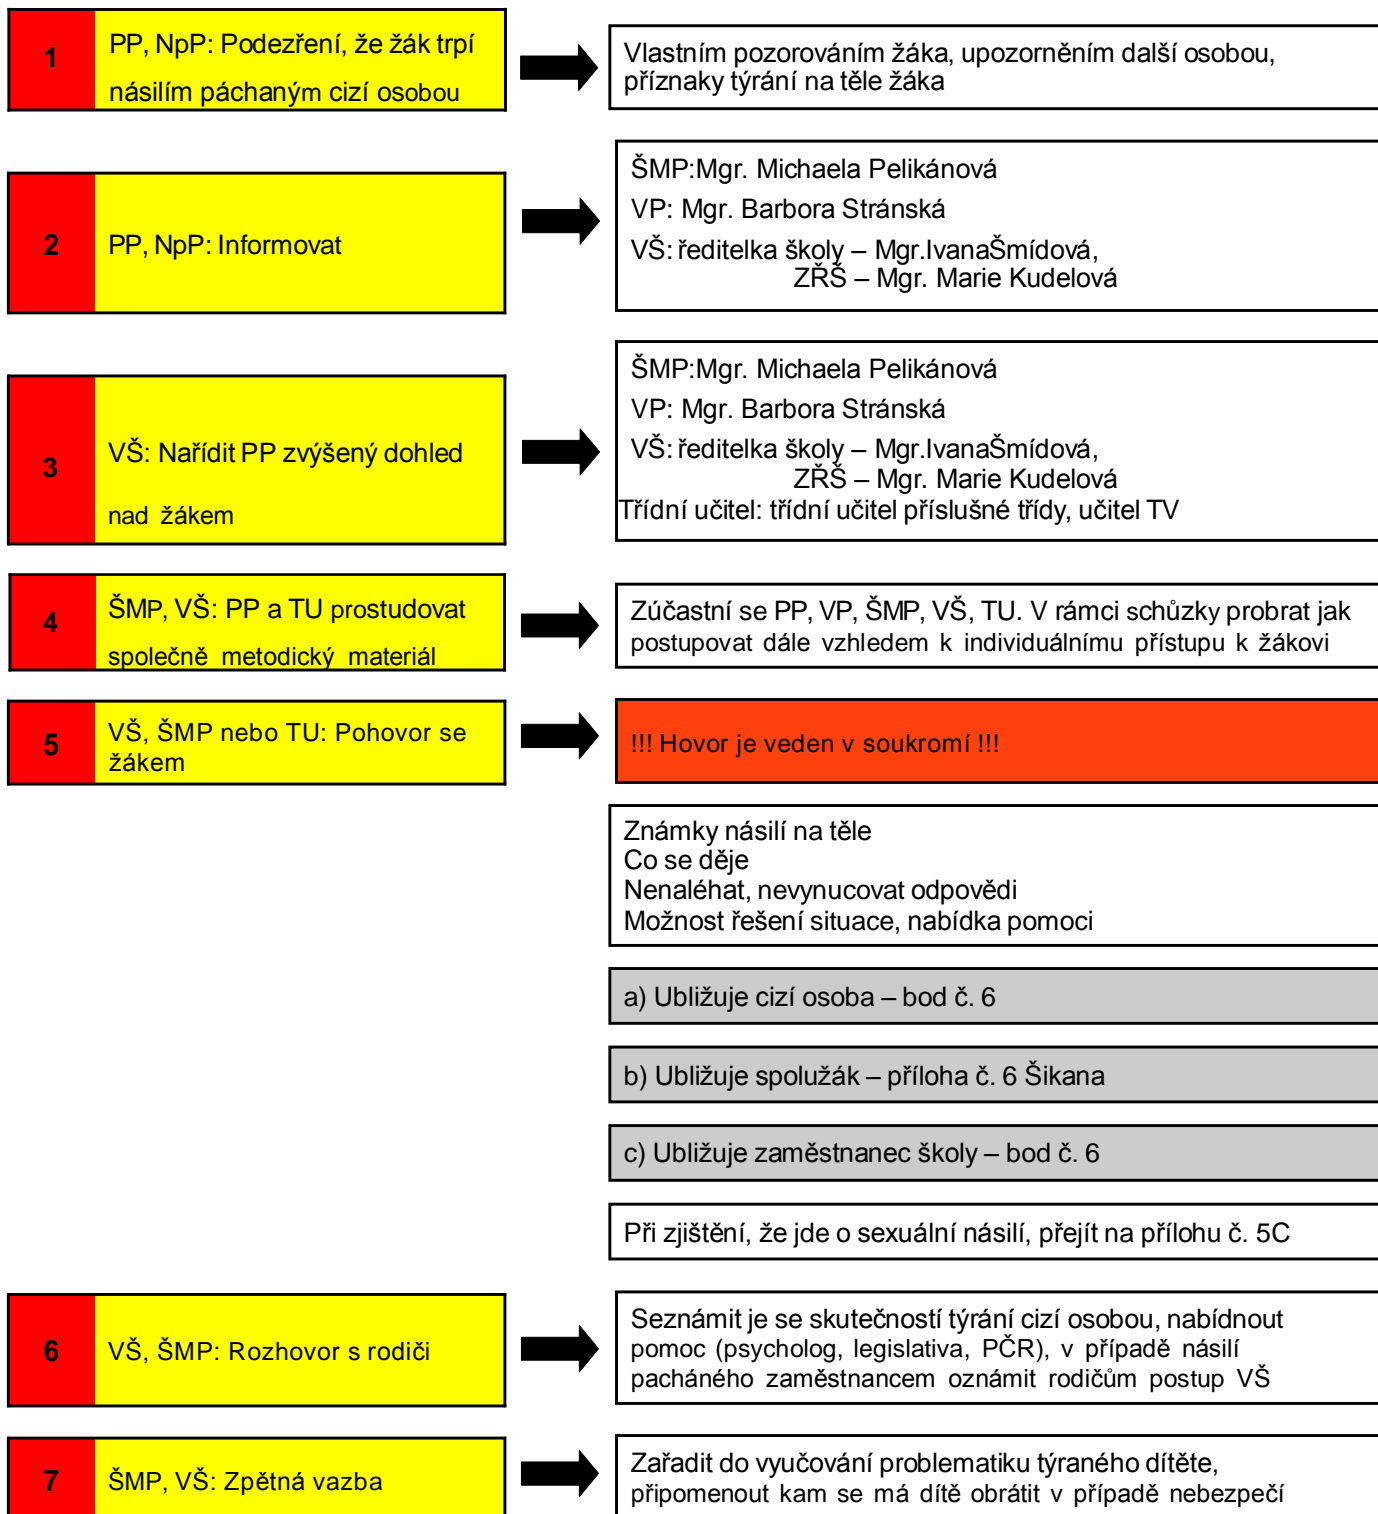 1
PP, NpP: Podezření, že žák trpí
násilím páchaným cizí osobou
Vlastním pozorováním žáka, upozorněním další osobou,
příznaky týrání na těle žáka
2
PP, NpP: Informovat
ŠMP:Mgr. Michaela Pelikánová
VP: Mgr. Barbora Stránská
VŠ: ředitelka školy – Mgr.IvanaŠmídová,
ZŘŠ – Mgr. Marie Kudelová
3
VŠ: Nařídit PP zvýšený dohled
nad žákem
ŠMP:Mgr. Michaela Pelikánová
VP: Mgr. Barbora Stránská
VŠ: ředitelka školy – Mgr.IvanaŠmídová,
ZŘŠ – Mgr. Marie Kudelová
Třídní učitel: třídní učitel příslušné třídy, učitel TV
4
ŠMP, VŠ: PP a TU prostudovat
společně metodický materiál
Zúčastní se PP, VP, ŠMP, VŠ, TU. V rámci schůzky probrat jak
postupovat dále vzhledem k individuálnímu přístupu k žákovi
5
VŠ, ŠMP nebo TU: Pohovor se
žákem
!!! Hovor je veden v soukromí !!!
Známky násilí na těle
Co se děje
Nenaléhat, nevynucovat odpovědi
Možnost řešení situace, nabídka pomoci
a) Ubližuje cizí osoba – bod č. 6
b) Ubližuje spolužák – příloha č. 6 Šikana
c) Ubližuje zaměstnanec školy – bod č. 6
Při zjištění, že jde o sexuální násilí, přejít na přílohu č. 5C
6
VŠ, ŠMP: Rozhovor s rodiči
Seznámit je se skutečností týrání cizí osobou, nabídnout
pomoc (psycholog, legislativa, PČR), v případě násilí
pacháného zaměstnancem oznámit rodičům postup VŠ
7
ŠMP, VŠ: Zpětná vazba
Zařadit do vyučování problematiku týraného dítěte,
připomenout kam se má dítě obrátit v případě nebezpečí